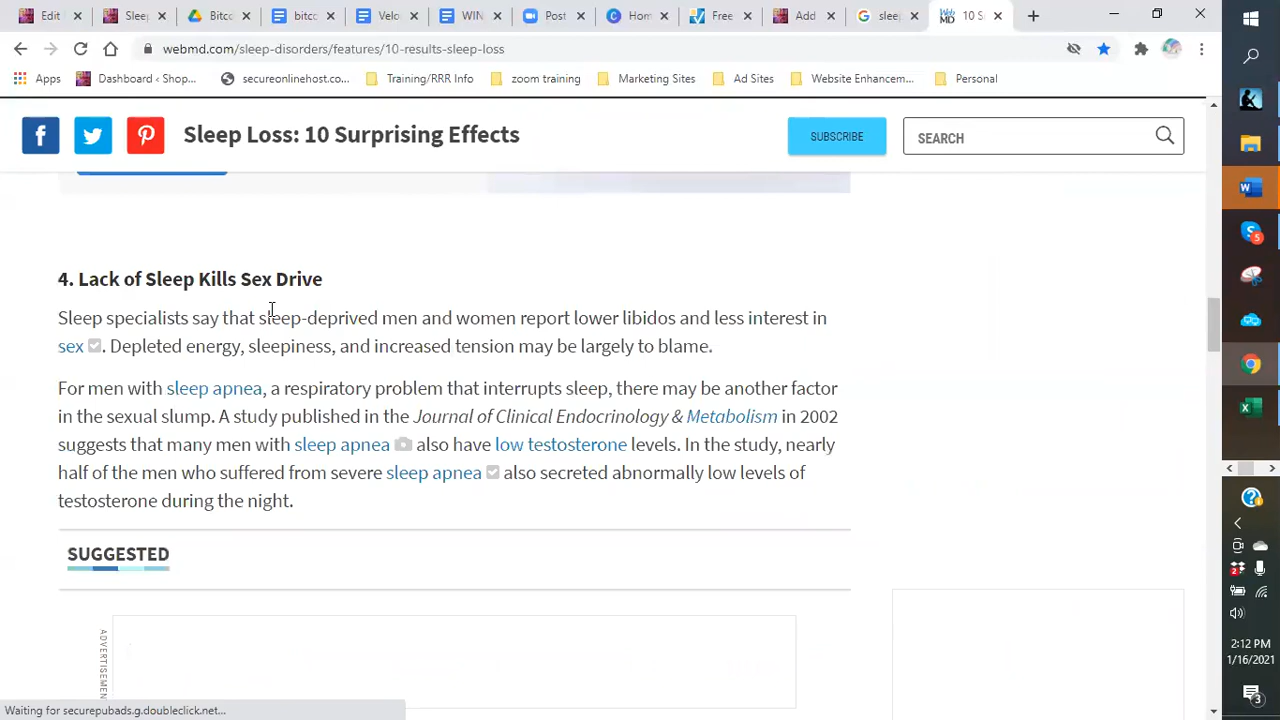 Edit
Sleep
Bitco
bitco
Velo
WIN
Post
Hom
Free
Add
sleep
10 S
webmd.com/sleep-disorders/features/10-results-sleep-loss
Apps
Dashboard ‹ Shop...
secureonlinehost.co...
Training/RRR Info
zoom training
Marketing Sites
Ad Sites
Website Enhancem...
Personal
Sleep Loss: 10 Surprising Effects
SUBSCRIBE
SEARCH
4. Lack of Sleep Kills Sex Drive
Sleep specialists say that sleep-deprived men and women report lower libidos and less interest in
sex. Depleted energy, sleepiness, and increased tension may be largely to blame.
For men with sleep apnea, a respiratory problem that interrupts sleep, there may be another factor
in the sexual slump. A study published in the Journal of Clinical Endocrinology & Metabolism in 2002
suggests that many men with sleep apnea also have low testosterone levels. In the study, nearly
half of the men who suffered from severe sleep apnea also secreted abnormally low levels of
testosterone during the night.
SUGGESTED
ADVERTISEMEN
Waiting for securepubads.g.doubleclick.net...
2:12 PM
1/16/2021
3